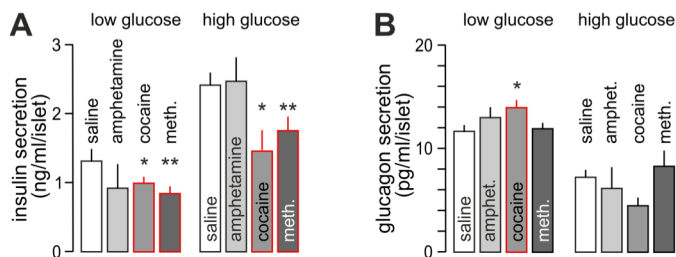 A
low glucose
high glucose
insulin secretion
(ng/ml/islet)
3
2
1
0
saline
amphetamine
cocaine
meth.
*
**
saline
amphetamine
cocaine
meth.
*
**
B
low glucose
high glucose
glucagon secretion
(pg/ml/islet)
20
10
0
saline
amphet.
cocaine
meth.
*
saline
amphet.
cocaine
meth.